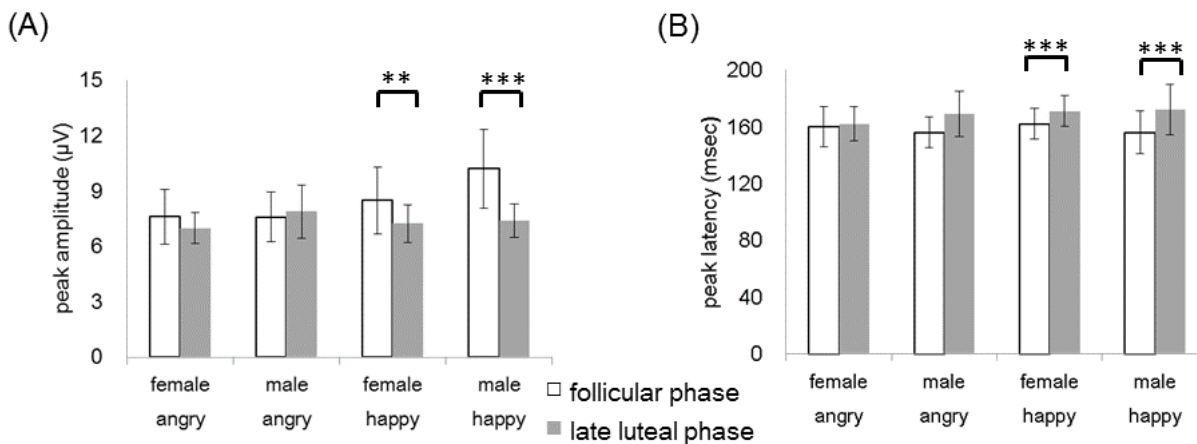 (A)
peak amplitude (µV)
15
12
9
6
3
0
**
***
female male female male
angry angry happy happy
follicular phase
late luteal phase
(B)
peak latency (msec)
200
160
120
80
40
0
***
***
female male female male
angry angry happy happy